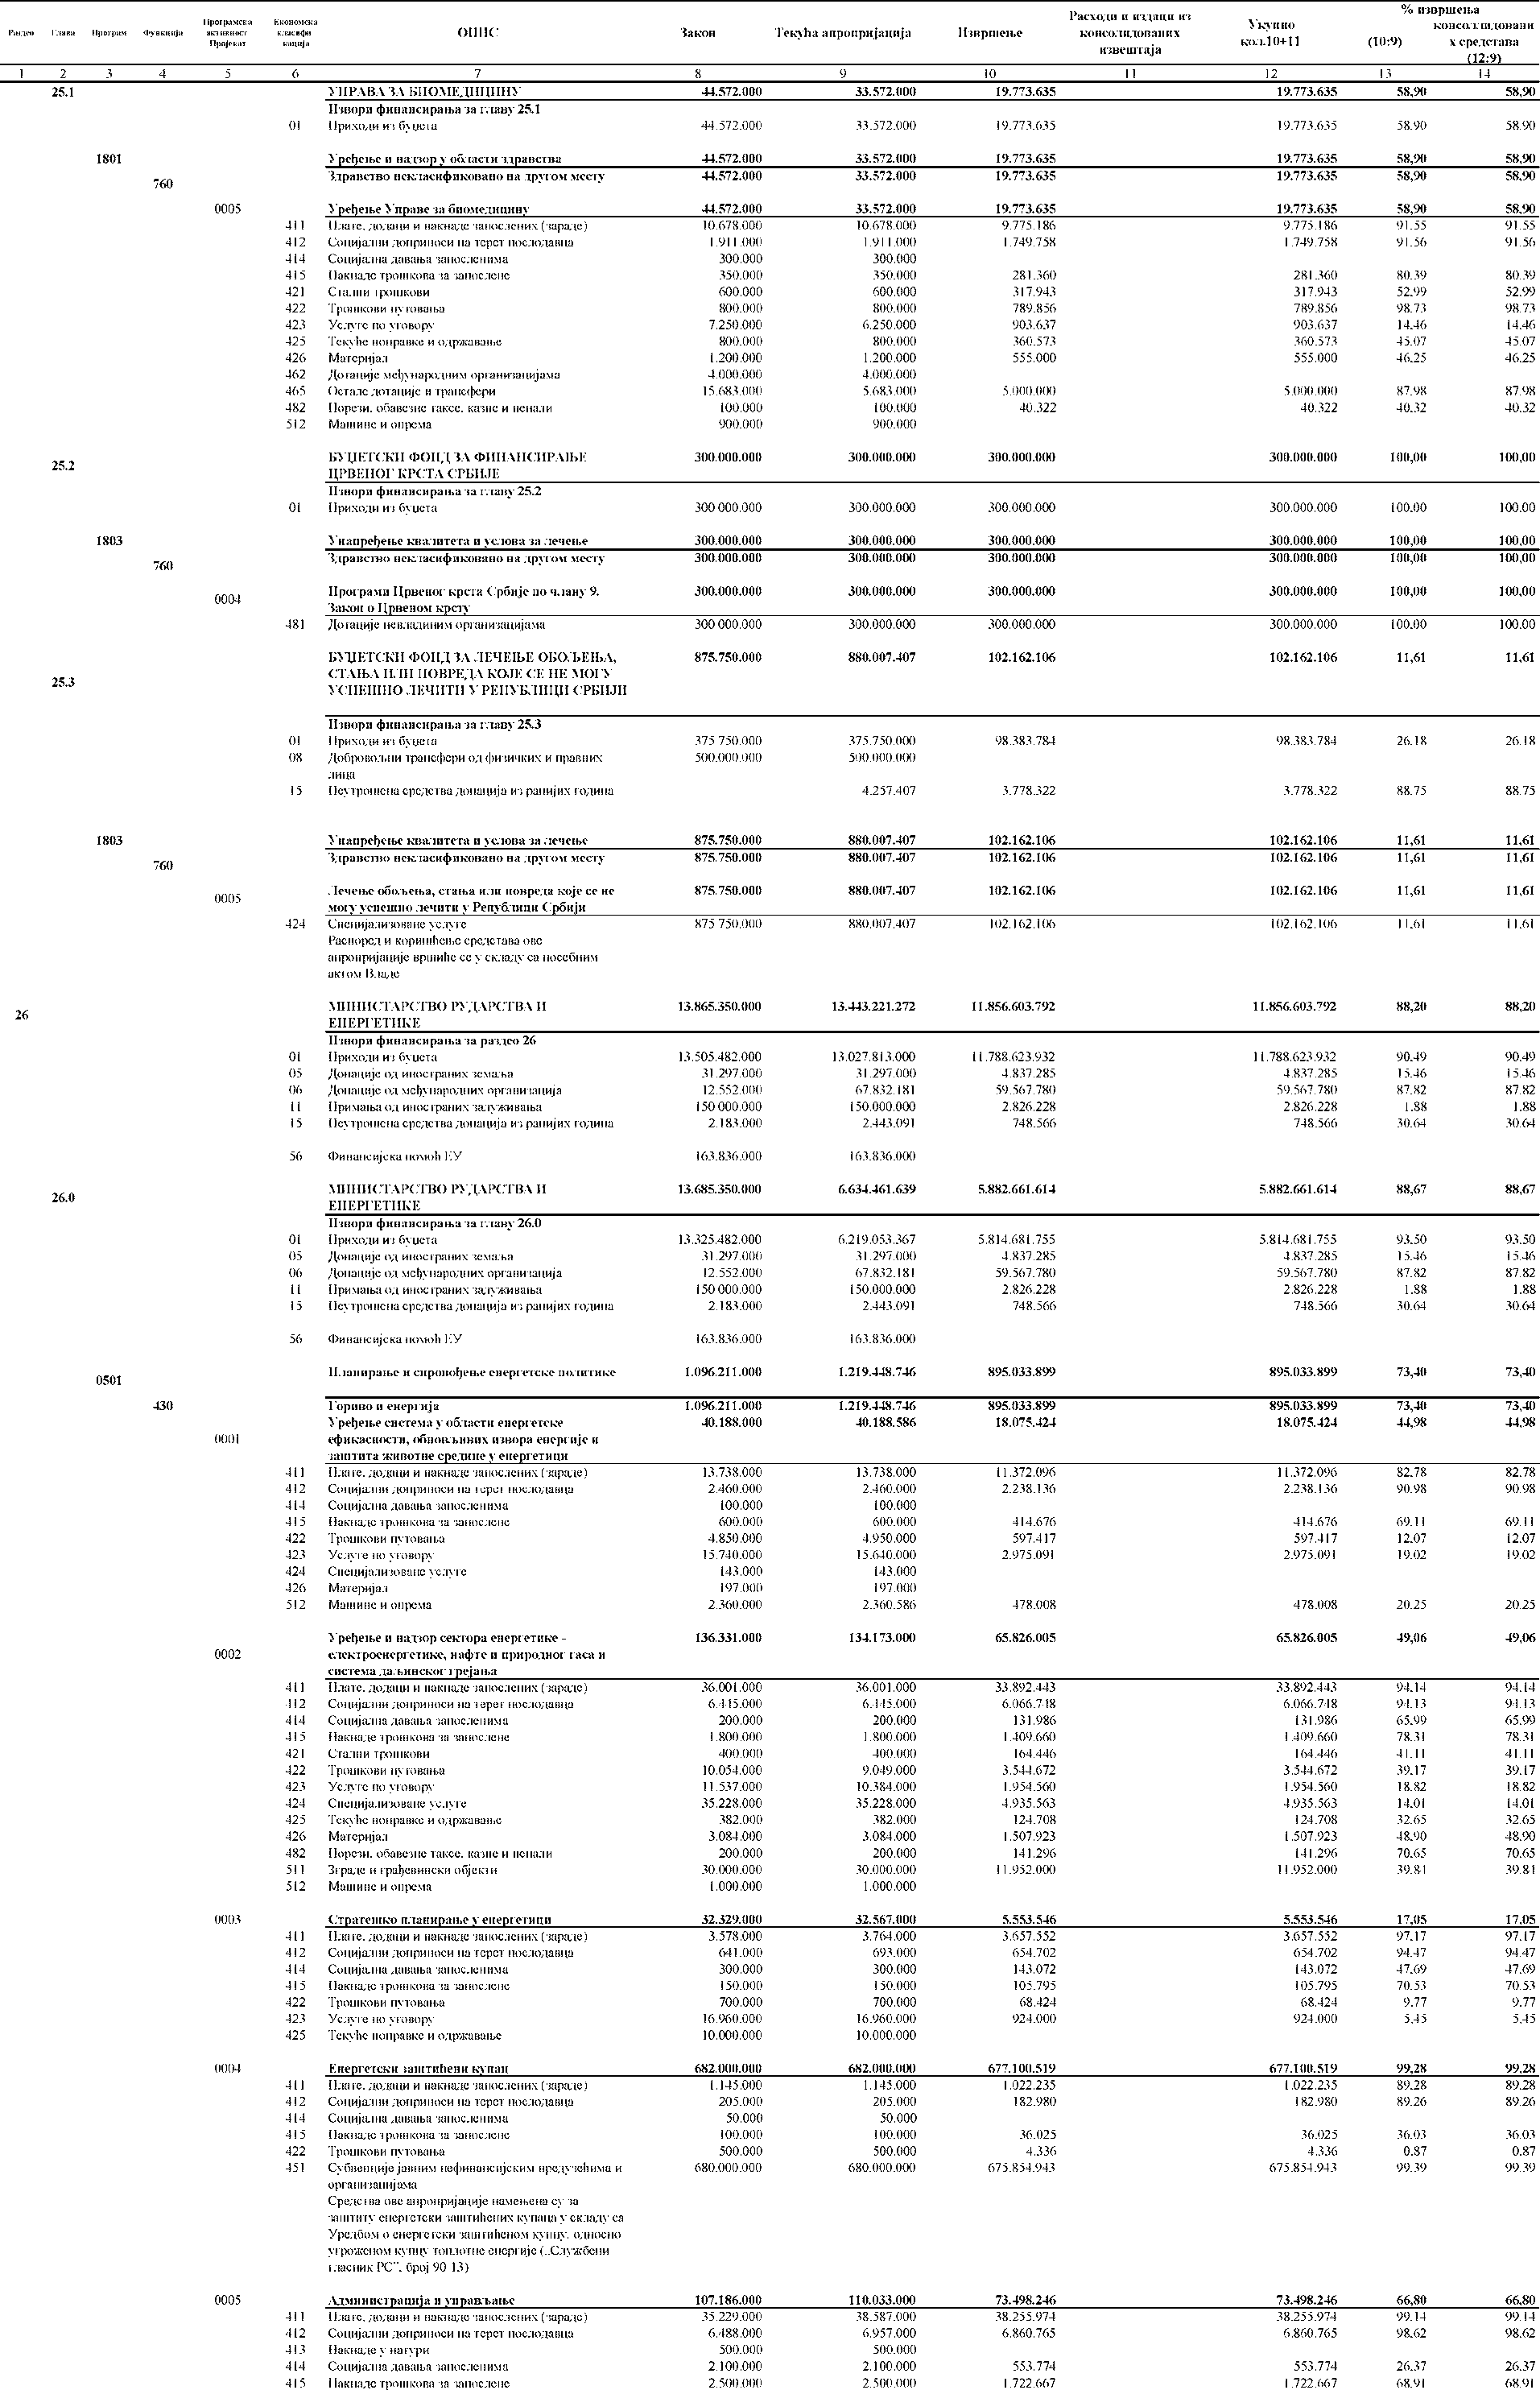 Раздео Глава Програм Функција Програмска активност Пројекат Економска класификација ОПИС Закон Текућа апропријација Извршење Расходи и издаци из консолидованих извештаја Укупно кол.10+11 % извршења (10:9) консолидованих средстава (12:9)
1 2 3 4 5 6 7 8 9 10 11 12 13 14
25.1 УПРАВА ЗА БИОМЕДИЦИНУ 44.572.000 33.572.000 19.773.635 19.773.635 58,90 58,90
Извори финансирања за главу 25.1
01 Приходи из буџета 44.572.000 33.572.000 19.773.635 19.773.635 58,90 58,90
1801 Уређење и надзор у области здравства 44.572.000 33.572.000 19.773.635 19.773.635 58,90 58,90
760 Здравство некласификовано на другом месту 44.572.000 33.572.000 19.773.635 19.773.635 58,90 58,90
0005 Уређење Управе за биомедицину 44.572.000 33.572.000 19.773.635 19.773.635 58,90 58,90
411 Плате, додаци и накнаде запослених (зараде) 10.678.000 10.678.000 9.775.186 9.775.186 91,55 91,55
412 Социјални доприноси на терет послодавца 1.911.000 1.911.000 1.749.758 1.749.758 91,56 91,56
414 Социјална давања запосленима 300.000 300.000
415 Накнаде трошкова за запослене 350.000 350.000 281.360 281.360 80,39 80,39
421 Стални трошкови 600.000 600.000 317.943 317.943 52,99 52,99
422 Трошкови путовања 800.000 800.000 789.856 789.856 98,73 98,73
423 Услуге по уговору 7.250.000 6.250.000 903.637 903.637 14,46 14,46
425 Текуће поправке и одржавање 800.000 800.000 360.573 360.573 45,07 45,07
426 Материјал 1.200.000 1.200.000 555.000 555.000 46,25 46,25
462 Дотације међународним организацијама 4.000.000 4.000.000
465 Остале дотације и трансфери 15.683.000 5.683.000 5.000.000 5.000.000 87,98 87,98
482 Порези, обавезне таксе, казне и пенали 100.000 100.000 40.322 40.322 40,32 40,32
512 Машине и опрема 900.000 900.000
25.2 БУЏЕТСКИ ФОНД ЗА ФИНАНСИРАЊЕ 300.000.000 300.000.000 300.000.000 300.000.000 100,00 100,00
ЦРВЕНОГ КРСТА СРБИЈЕ
Извори финансирања за главу 25.2
01 Приходи из буџета 300.000.000 300.000.000 300.000.000 300.000.000 100,00 100,00
1803 Унапређење квалитета и услова за лечење 300.000.000 300.000.000 300.000.000 300.000.000 100,00 100,00
760 Здравство некласификовано на другом месту 300.000.000 300.000.000 300.000.000 300.000.000 100,00 100,00
0004 Програми Црвеног крста Србије по члану 9. 300.000.000 300.000.000 300.000.000 300.000.000 100,00 100,00
Закон о Црвеном крсту
481 Дотације невладиним организацијама 300.000.000 300.000.000 300.000.000 300.000.000 100,00 100,00
25.3 БУЏЕТСКИ ФОНД ЗА ЛЕЧЕЊЕ ОБОЉЕЊА, 875.750.000 880.007.407 102.162.106 102.162.106 11,61 11,61
СТАЊА ИЛИ ПОВРЕДА КОЈЕ СЕ НЕ МОГУ
УСПЕШНО ЛЕЧИТИ У РЕПУБЛИЦИ СРБИЈИ
Извори финансирања за главу 25.3
01 Приходи из буџета 375.750.000 375.750.000 98.383.784 98.383.784 26,18 26,18
08 Добровољни трансфери од физичких и правних 500.000.000 500.000.000
лица
15 Неутрошена средства донација из ранијих година 4.257.407 3.778.322 3.778.322 88,75 88,75
1803 Унапређење квалитета и услова за лечење 875.750.000 880.007.407 102.162.106 102.162.106 11,61 11,61
760 Здравство некласификовано на другом месту 875.750.000 880.007.407 102.162.106 102.162.106 11,61 11,61
0005 Лечење обољења, стања или повреда које се не 875.750.000 880.007.407 102.162.106 102.162.106 11,61 11,61
могу успешно лечити у Републици Србији
424 Специјализоване услуге 875.750.000 880.007.407 102.162.106 102.162.106 11,61 11,61
Распоред и коришћење средстава ове
апропријације вршиће се у складу са посебним
актом Владе
26 МИНИСТАРСТВО РУДАРСТВА И 13.865.350.000 13.443.221.272 11.856.603.792 11.856.603.792 88,20 88,20
ЕНЕРГЕТИКЕ
Извори финансирања за раздео 26
01 Приходи из буџета 13.505.482.000 13.027.813.000 11.788.623.932 11.788.623.932 90,49 90,49
05 Донације од иностраних земаља 31.297.000 31.297.000 4.837.285 4.837.285 15,46 15,46
06 Донације од међународних организација 12.552.000 67.832.181 59.567.780 59.567.780 87,82 87,82
11 Примања од иностраних задуживања 150.000.000 150.000.000 2.826.228 2.826.228 1,88 1,88
15 Неутрошена средства донација из ранијих година 2.183.000 2.443.091 748.566 748.566 30,64 30,64
56 Финансијска помоћ ЕУ 163.836.000 163.836.000
26.0 МИНИСТАРСТВО РУДАРСТВА И 13.685.350.000 6.634.461.639 5.882.661.614 5.882.661.614 88,67 88,67
ЕНЕРГЕТИКЕ
Извори финансирања за главу 26.0
01 Приходи из буџета 13.325.482.000 6.219.053.367 5.814.681.755 5.814.681.755 93,50 93,50
05 Донације од иностраних земаља 31.297.000 31.297.000 4.837.285 4.837.285 15,46 15,46
06 Донације од међународних организација 12.552.000 67.832.181 59.567.780 59.567.780 87,82 87,82
11 Примања од иностраних задуживања 150.000.000 150.000.000 2.826.228 2.826.228 1,88 1,88
15 Неутрошена средства донација из ранијих година 2.183.000 2.443.091 748.566 748.566 30,64 30,64
56 Финансијска помоћ ЕУ 163.836.000 163.836.000
0501 Планирање и спровођење енергетске политике 1.096.211.000 1.219.448.746 895.033.899 895.033.899 73,40 73,40
430 Гориво и енергија 1.096.211.000 1.219.448.746 895.033.899 895.033.899 73,40 73,40
0001 Уређење система у области енергетске 40.188.000 40.188.586 18.075.424 18.075.424 44,98 44,98
ефикасности, обновљивих извора енергије и
заштита животне средине у енергетици
411 Плате, додаци и накнаде запослених (зараде) 13.738.000 13.738.000 11.372.096 11.372.096 82,78 82,78
412 Социјални доприноси на терет послодавца 2.460.000 2.460.000 2.238.136 2.238.136 90,98 90,98
414 Социјална давања запосленима 100.000 100.000
415 Накнаде трошкова за запослене 600.000 600.000 414.676 414.676 69,11 69,11
422 Трошкови путовања 4.850.000 4.950.000 597.417 597.417 12,07 12,07
423 Услуге по уговору 15.740.000 15.640.000 2.975.091 2.975.091 19,02 19,02
424 Специјализоване услуге 143.000 143.000
426 Материјал 197.000 197.000
512 Машине и опрема 2.360.000 2.360.586 478.008 478.008 20,25 20,25
0002 Уређење и надзор сектора енергетике - 136.331.000 134.173.000 65.826.005 65.826.005 49,06 49,06
електроенергетике, нафте и природног гаса и
система даљинског грејања
411 Плате, додаци и накнаде запослених (зараде) 36.001.000 36.001.000 33.892.443 33.892.443 94,14 94,14
412 Социјални доприноси на терет послодавца 6.445.000 6.445.000 6.066.748 6.066.748 94,13 94,13
414 Социјална давања запосленима 200.000 200.000 131.986 131.986 65,99 65,99
415 Накнаде трошкова за запослене 1.800.000 1.800.000 1.409.660 1.409.660 78,31 78,31
421 Стални трошкови 400.000 400.000 164.446 164.446 41,11 41,11
422 Трошкови путовања 10.054.000 9.049.000 3.544.672 3.544.672 39,17 39,17
423 Услуге по уговору 11.537.000 10.384.000 1.954.560 1.954.560 18,82 18,82
424 Специјализоване услуге 35.228.000 35.228.000 4.935.563 4.935.563 14,01 14,01
425 Текуће поправке и одржавање 382.000 382.000 124.708 124.708 32,65 32,65
426 Материјал 3.084.000 3.084.000 1.507.923 1.507.923 48,90 48,90
482 Порези, обавезне таксе, казне и пенали 200.000 200.000 141.296 141.296 70,65 70,65
511 Зграде и грађевински објекти 30.000.000 30.000.000 11.952.000 11.952.000 39,84 39,84
512 Машине и опрема 1.000.000 1.000.000
0003 Стратешко планирање у енергетици 32.329.000 32.567.000 5.553.546 5.553.546 17,05 17,05
411 Плате, додаци и накнаде запослених (зараде) 3.578.000 3.764.000 3.657.552 3.657.552 97,17 97,17
412 Социјални доприноси на терет послодавца 641.000 693.000 654.702 654.702 94,47 94,47
414 Социјална давања запосленима 300.000 300.000 143.072 143.072 47,69 47,69
415 Накнаде трошкова за запослене 150.000 150.000 105.795 105.795 70,53 70,53
422 Трошкови путовања 700.000 700.000 68.424 68.424 9,77 9,77
423 Услуге по уговору 16.960.000 16.960.000 924.000 924.000 5,45 5,45
425 Текуће поправке и одржавање 10.000.000 10.000.000
0004 Енергетски заштићени купац 682.000.000 682.000.000 677.100.519 677.100.519 99,28 99,28
411 Плате, додаци и накнаде запослених (зараде) 1.145.000 1.145.000 1.022.235 1.022.235 89,28 89,28
412 Социјални доприноси на терет послодавца 205.000 205.000 182.980 182.980 89,26 89,26
414 Социјална давања запосленима 50.000 50.000
415 Накнаде трошкова за запослене 100.000 100.000 36.025 36.025 36,03 36,03
422 Трошкови путовања 500.000 500.000 4.336 4.336 0,87 0,87
451 Субвенције јавним нефинансијским предузећима и 680.000.000 680.000.000 675.854.943 675.854.943 99,39 99,39
организацијама
Средства ове апропријације намењена су за
заштиту енергетски заштићених купаца у складу са
Уредбом о енергетски заштићеном купцу, односно
угроженом купцу топлотне енергије („Службени
гласник РС”, број 90/13)
0005 Администрација и управљање 107.186.000 110.033.000 73.498.246 73.498.246 66,80 66,80
411 Плате, додаци и накнаде запослених (зараде) 35.229.000 38.587.000 38.255.974 38.255.974 99,14 99,14
412 Социјални доприноси на терет послодавца 6.488.000 6.957.000 6.860.765 6.860.765 98,62 98,62
413 Накнаде у натури 500.000 500.000
414 Социјална давања запосленима 2.100.000 2.100.000 553.774 553.774 26,37 26,37
415 Накнаде трошкова за запослене 2.500.000 2.500.000 1.722.667 1.722.667 68,91 68,91